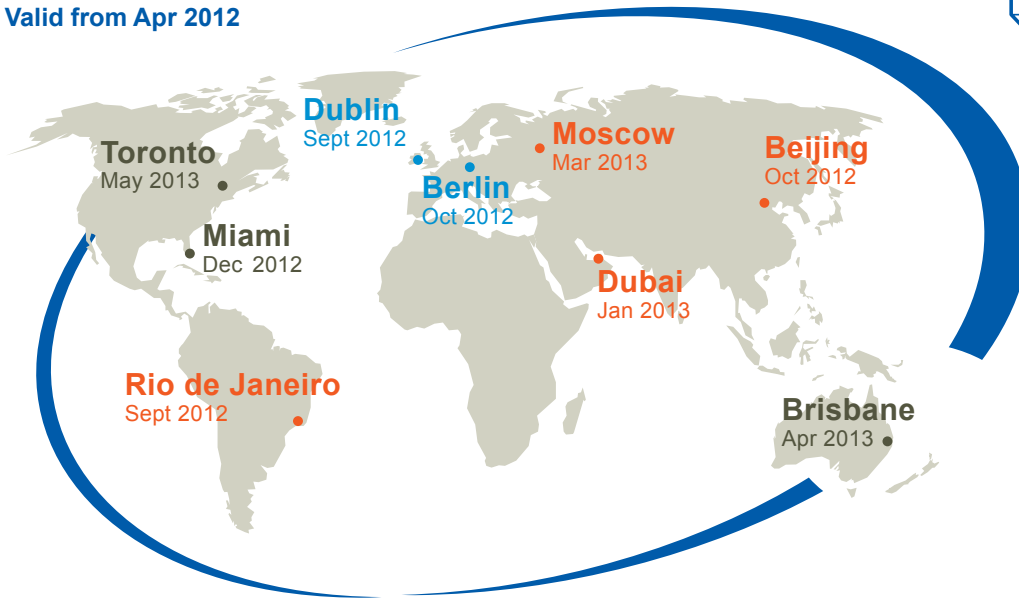 Valid from Apr 2012
Dublin
Sept 2012
Moscow
Mar 2013
Beijing
Oct 2012
Toronto
May 2013
Berlin
Oct 2012
Miami
Dec 2012
Dubai
Jan 2013
Rio de Janeiro
Sept 2012
Brisbane
Apr 2013